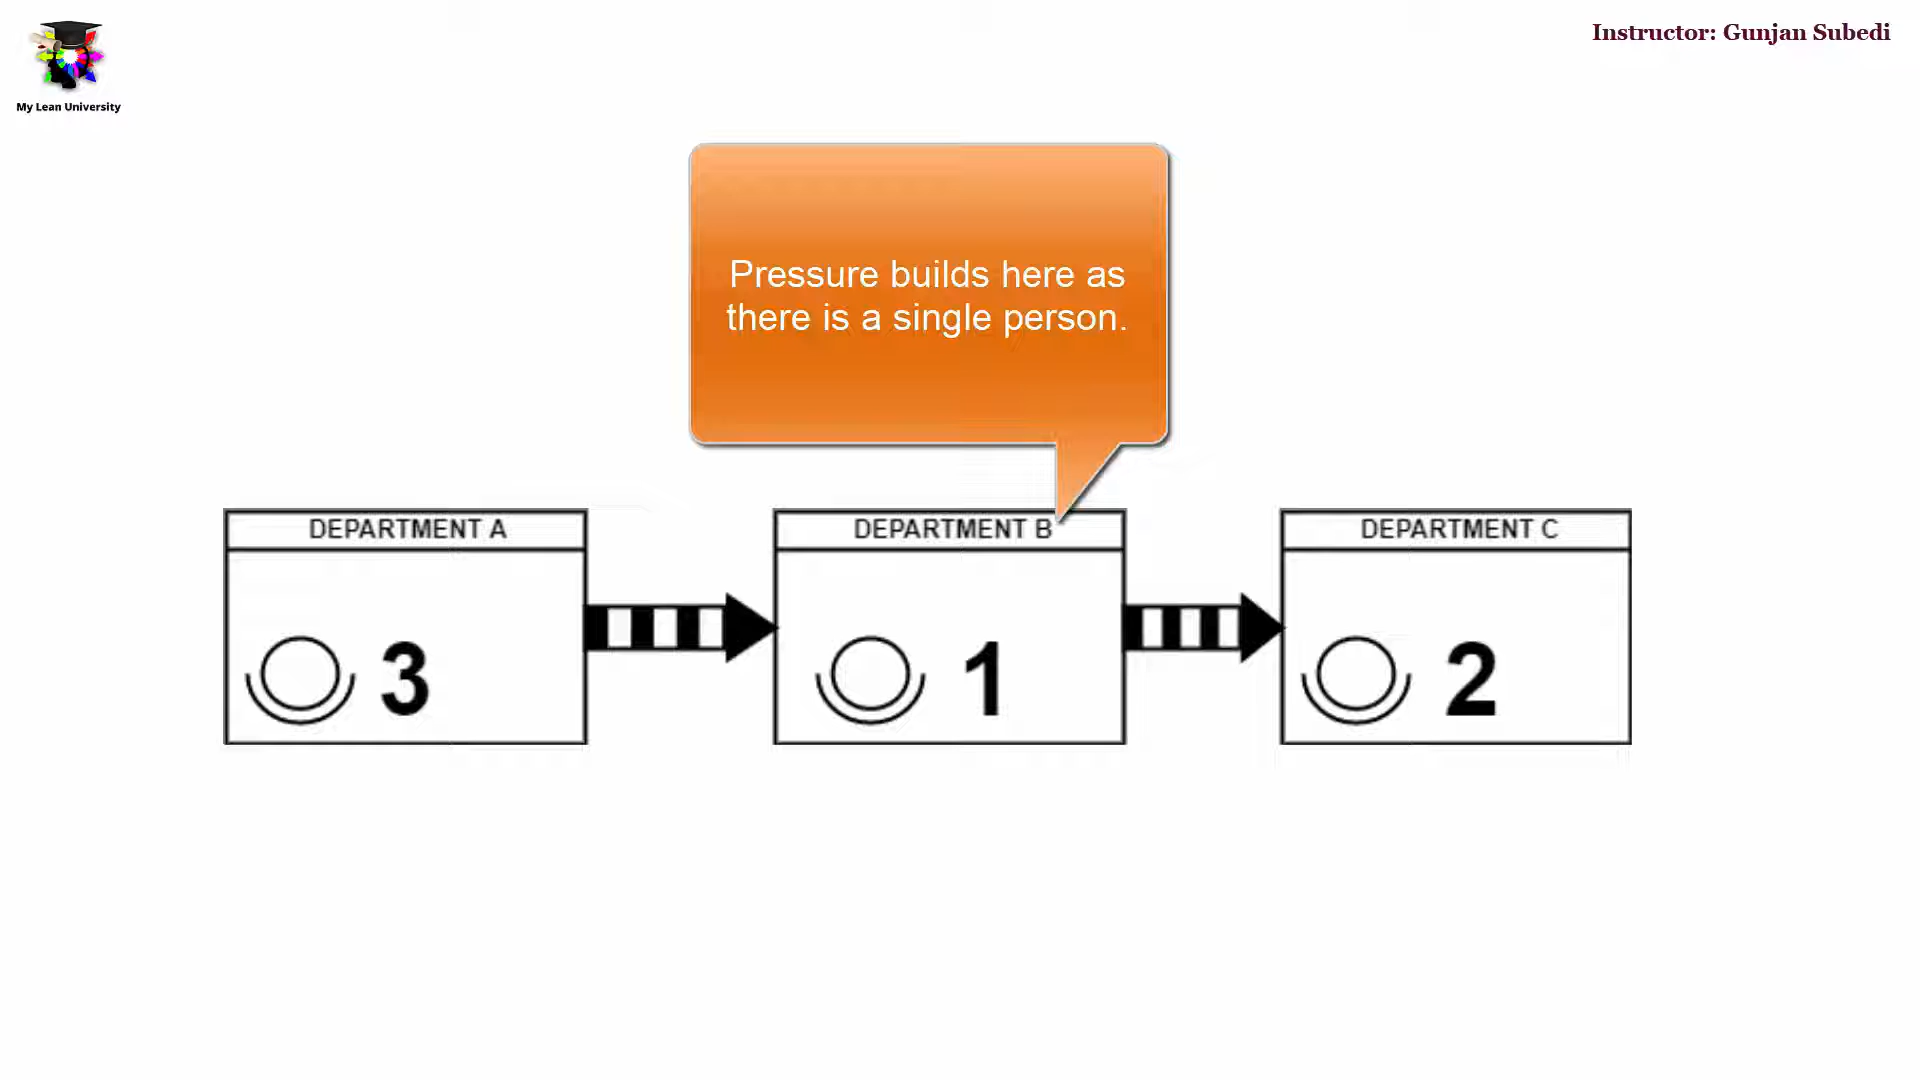 My Lean University
Instructor: Gunjan Subedi
Pressure builds here as
there is a single person.
DEPARTMENT A
DEPARTMENT B
DEPARTMENT C
3
1
2